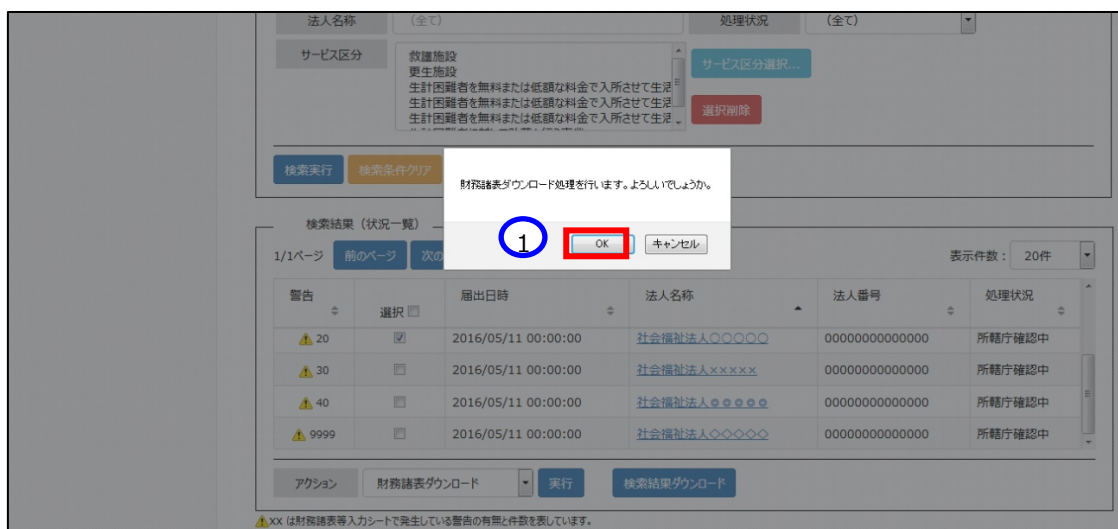 法人名称 (全て) 処理状況 (全て)
サービス区分 救護施設
更生施設
生計困難者を無料または低額な料金で入所させて生活
生計困難者を無料または低額な料金で入所させて生活
生計困難者を無料または低額な料金で入所させて生活
サービス区分選択...
選択削除
検索実行 検索条件クリア
財務諸表ダウンロード処理を行います。よろしいでしょうか。
1 OK キャンセル
検索結果(状況一覧)
1/1ページ 前のページ 次の 表示件数: 20件
警告 選択 届出日時 法人名称 法人番号 処理状況
20 2016/05/11 00:00:00 社会福祉法人○○○○○ 00000000000000 所轄庁確認中
30 2016/05/11 00:00:00 社会福祉法人××××× 00000000000000 所轄庁確認中
40 2016/05/11 00:00:00 社会福祉法人◎◎◎◎◎ 00000000000000 所轄庁確認中
9999 2016/05/11 00:00:00 社会福祉法人◇◇◇◇◇ 00000000000000 所轄庁確認中
アクション 財務諸表ダウンロード 実行 検索結果ダウンロード
XX は財務諸表等入力シートで発生している警告の有無と件数を表しています。